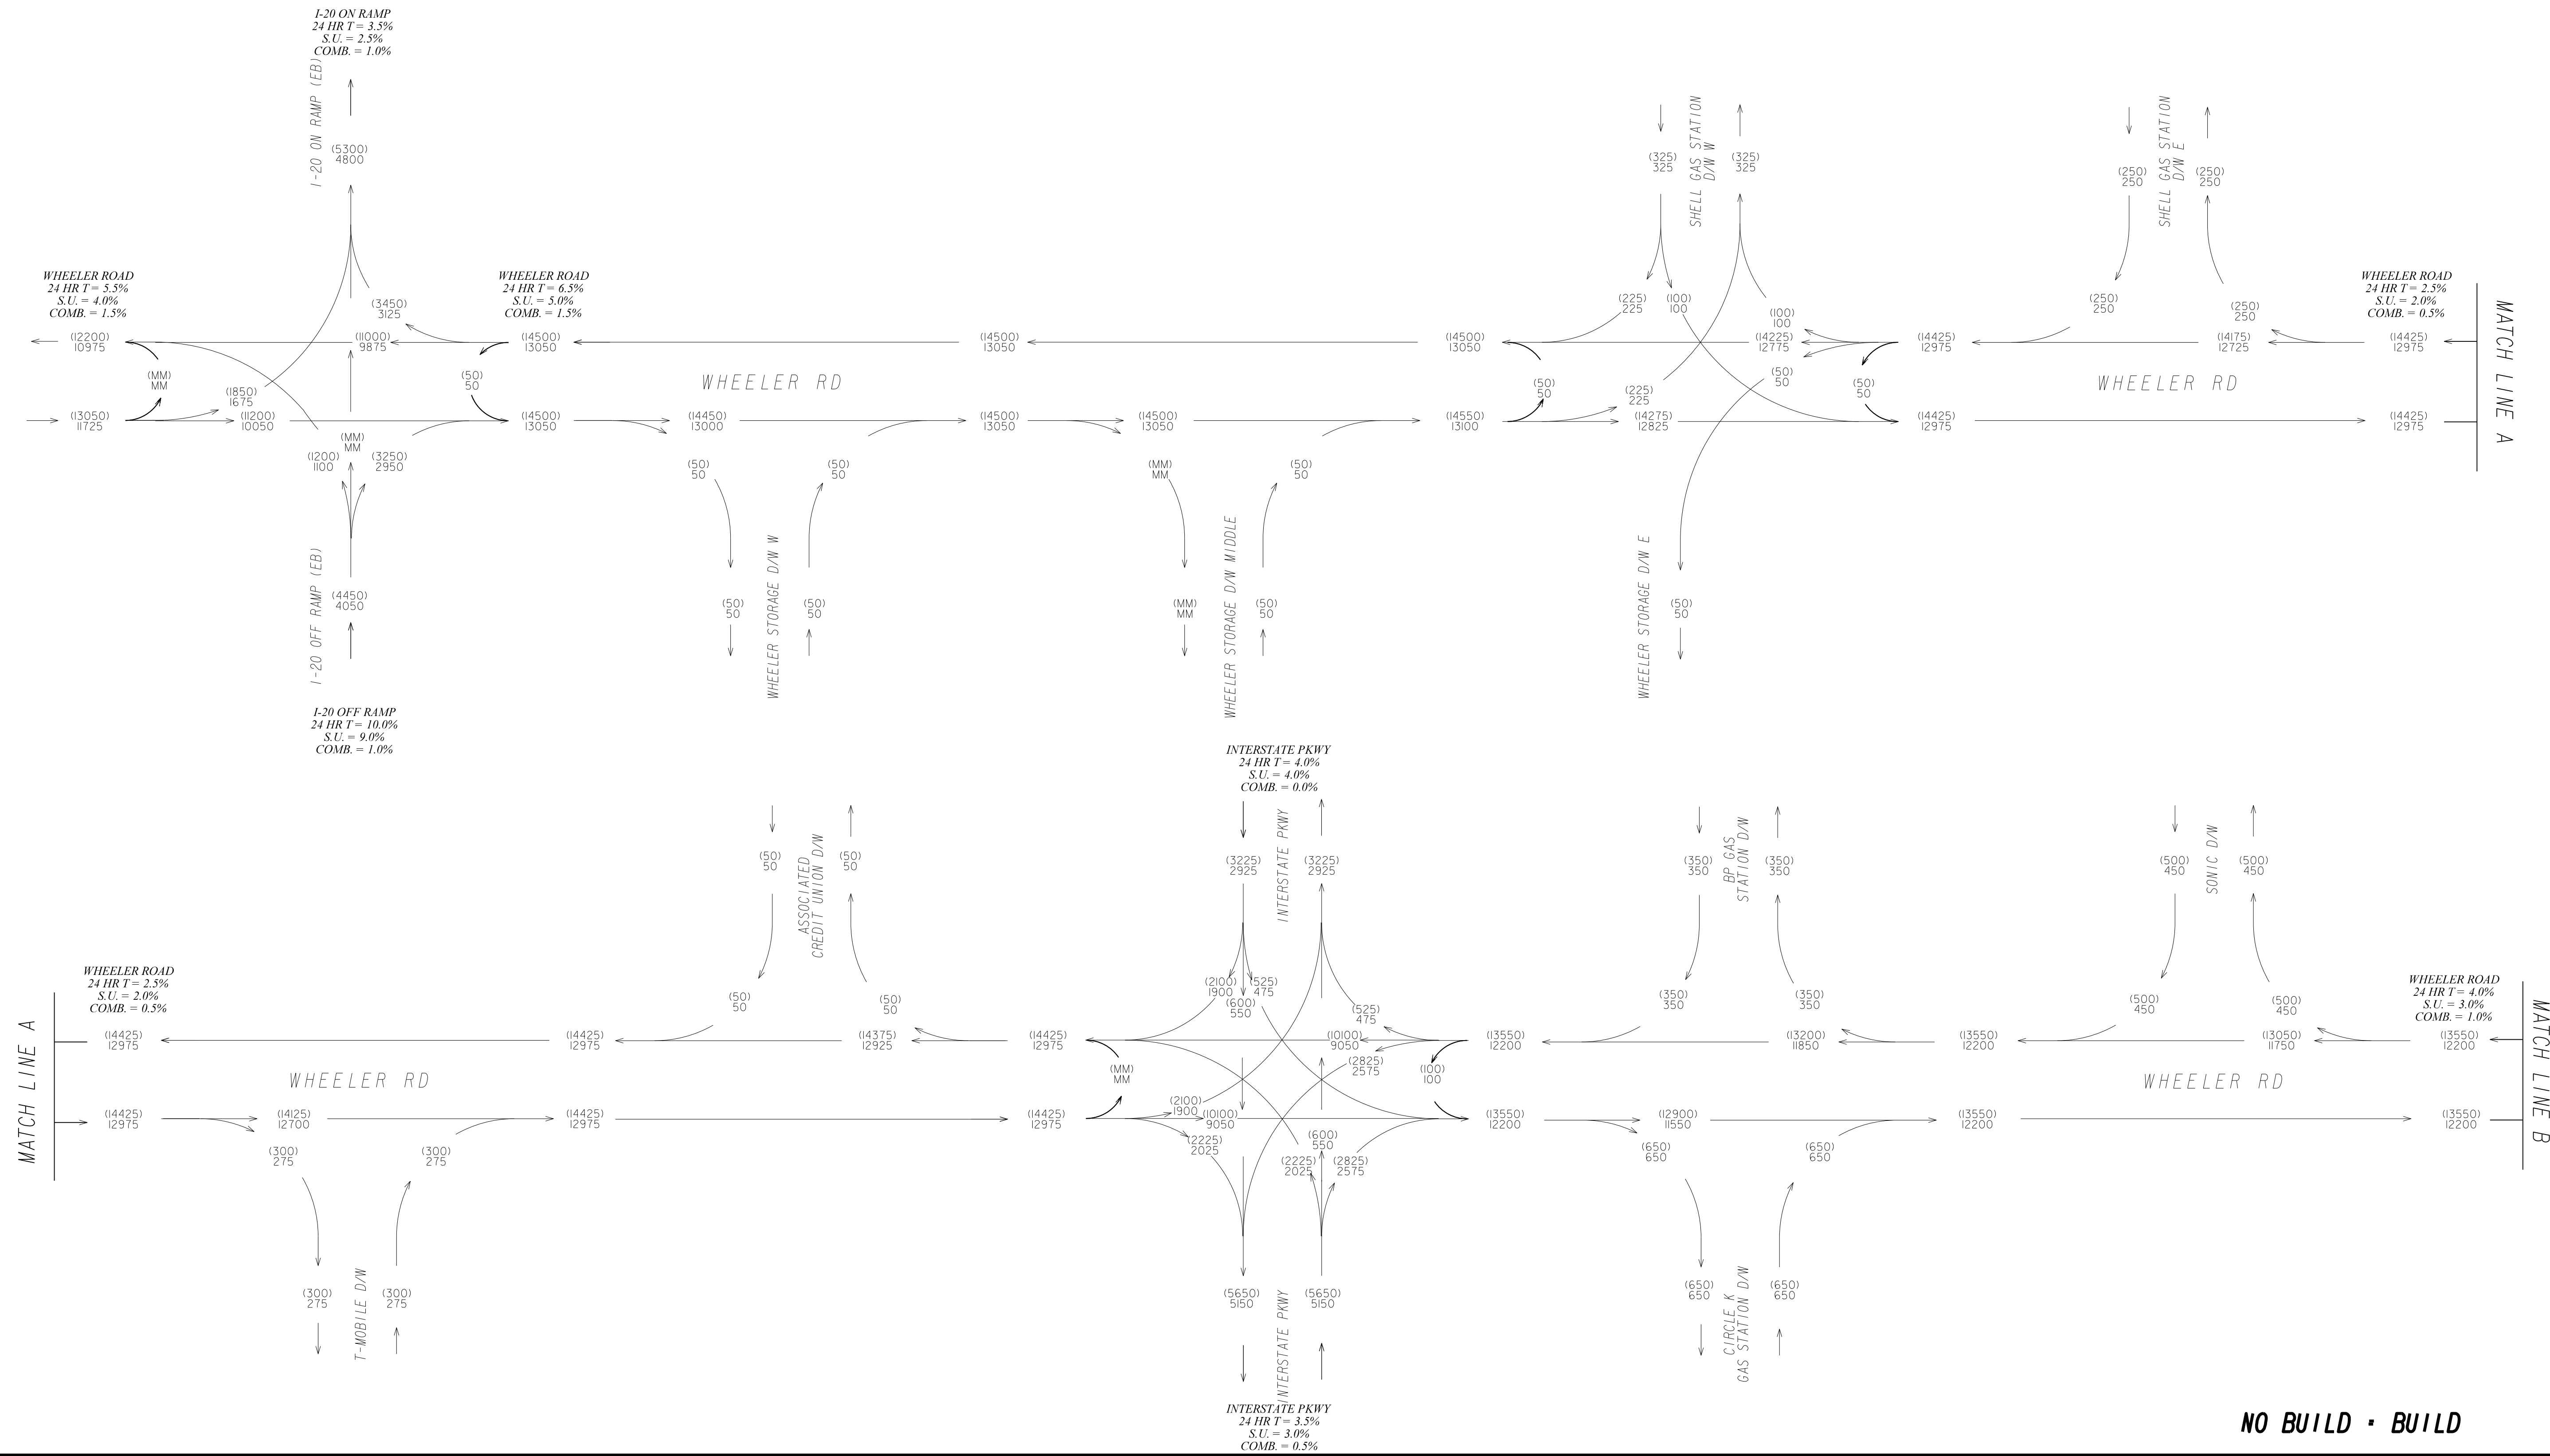 I-20 ON RAMP
24 HR T = 3.5%
S.U. = 2.5%
COMB. = 1.0%
I-20 ON RAMP (EB)
(5300)
4800
WHEELER ROAD
24 HR T = 5.5%
S.U. = 4.0%
COMB. = 1.5%
(12200)
10975
(MM)
MM
(13050)
11725
(1850)
1675
(11200)
10050
(3450)
3125
(11000)
9875
(MM)
MM
(1200)
1100
(3250)
2950
(4450)
4050
I-20 OFF RAMP (EB)
I-20 OFF RAMP
24 HR T = 10.0%
S.U. = 9.0%
COMB. = 1.0%
WHEELER ROAD
24 HR T = 6.5%
S.U. = 5.0%
COMB. = 1.5%
(14500)
13050
(50)
50
(14500)
13050
WHEELER RD
(14450)
13000
(50)
50
(50)
50
(50)
50
(50)
50
WHEELER STORAGE D/W W
(14500)
13050
(14500)
13050
(14500)
13050
(MM)
MM
(50)
50
(MM)
MM
(50)
50
WHEELER STORAGE D/W MIDDLE
(14500)
13050
(50)
50
(14550)
13100
(325)
325
SHELL GAS STATION
D/W W
(325)
325
(225)
225
(100)
100
(100)
100
(14225)
12775
(50)
50
(225)
225
(14275)
12825
(50)
50
WHEELER STORAGE D/W E
(50)
50
(14425)
12975
(14425)
12975
(250)
250
SHELL GAS STATION
D/W E
(250)
250
(250)
250
(250)
250
(14175)
12725
WHEELER RD
WHEELER ROAD
24 HR T = 2.5%
S.U. = 2.0%
COMB. = 0.5%
(14425)
12975
(14425)
12975
MATCH LINE A
MATCH LINE A
WHEELER ROAD
24 HR T = 2.5%
S.U. = 2.0%
COMB. = 0.5%
(14425)
12975
(14425)
12975
WHEELER RD
(14125)
12700
(300)
275
(300)
275
(300)
275
(300)
275
T-MOBILE D/W
(14425)
12975
(14425)
12975
(50)
50
ASSOCIATED
CREDIT UNION D/W
(50)
50
(50)
50
(50)
50
(14375)
12925
(14425)
12975
(MM)
MM
(14425)
12975
INTERSTATE PKWY
24 HR T = 4.0%
S.U. = 4.0%
COMB. = 0.0%
INTERSTATE PKWY
(3225)
2925
(3225)
2925
(2100)
1900
(525)
475
(600)
550
(525)
475
(10100)
9050
(2825)
2575
(2100)
1900
(10100)
9050
(2225)
2025
(600)
550
(2225)
2025
(2825)
2575
(5650)
5150
(5650)
5150
INTERSTATE PKWY
INTERSTATE PKWY
24 HR T = 3.5%
S.U. = 3.0%
COMB. = 0.5%
(100)
100
(13550)
12200
(13550)
12200
(350)
350
BP GAS
STATION D/W
(350)
350
(350)
350
(350)
350
(13200)
11850
(12900)
11550
(650)
650
(650)
650
(650)
650
(650)
650
CIRCLE K
GAS STATION D/W
(13550)
12200
(13550)
12200
(500)
450
SONIC D/W
(500)
450
(500)
450
(500)
450
(13050)
11750
WHEELER RD
WHEELER ROAD
24 HR T = 4.0%
S.U. = 3.0%
COMB. = 1.0%
(13550)
12200
(13550)
12200
MATCH LINE B
NO BUILD = BUILD